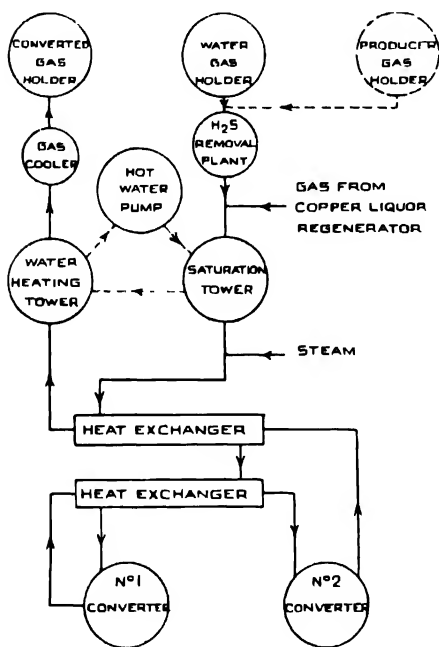 CONVERTED
GAS
HOLDER
WATER
GAS
HOLDER
PRODUCER
GAS
HOLDER
GAS
COOLER
H2S
REMOVAL
PLANT
HOT
WATER
PUMP
GAS FROM
COPPER LIQUOR
REGENERATOR
WATER
HEATING
TOWER
SATURATION
TOWER
STEAM
HEAT EXCHANGER
HEAT EXCHANGER
Nº1
CONVERTER
Nº2
CONVERTER